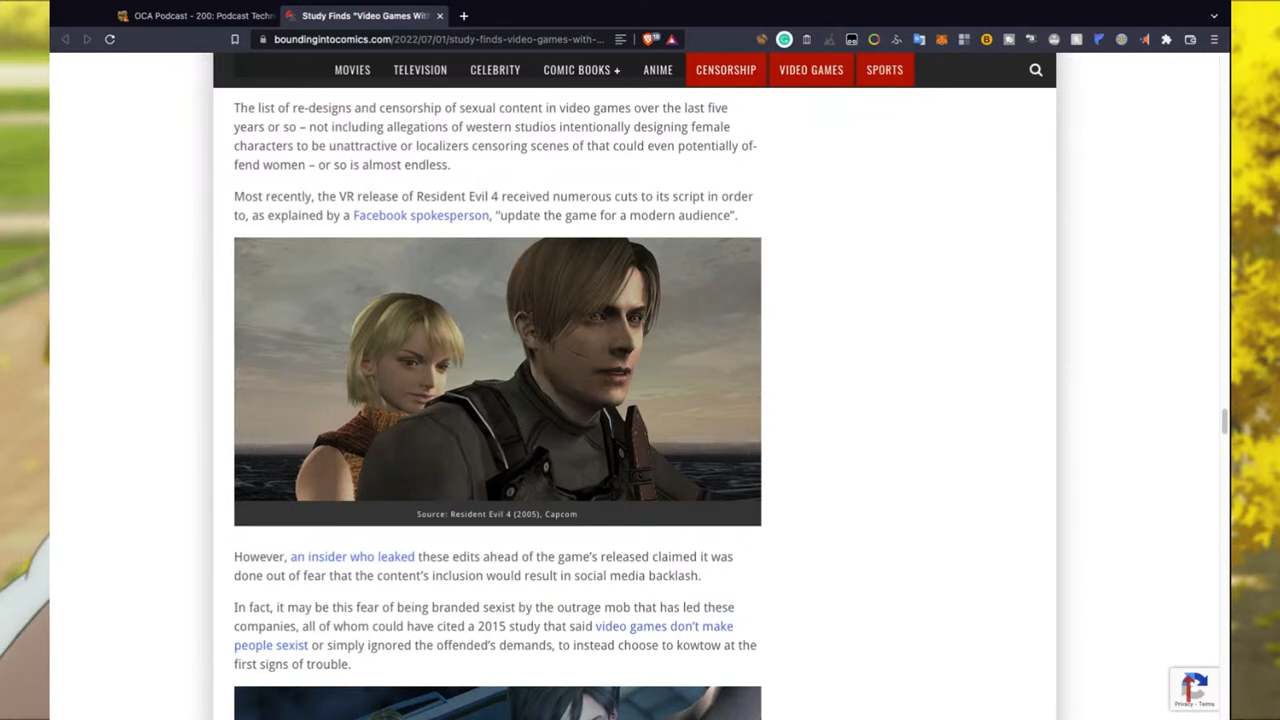 OCA Podcast - 200: Podcast Techn
Study Finds "Video Games With
boundingintocomics.com/2022/07/01/study-finds-video-games-with-...
18
MOVIES TELEVISION CELEBRITY COMIC BOOKS + ANIME CENSORSHIP VIDEO GAMES SPORTS
The list of re-designs and censorship of sexual content in video games over the last five
years or so – not including allegations of western studios intentionally designing female
characters to be unattractive or localizers censoring scenes of that could even potentially of-
fend women – or so is almost endless.
Most recently, the VR release of Resident Evil 4 received numerous cuts to its script in order
to, as explained by a Facebook spokesperson, “update the game for a modern audience”.
Source: Resident Evil 4 (2005), Capcom
However, an insider who leaked these edits ahead of the game’s released claimed it was
done out of fear that the content’s inclusion would result in social media backlash.
In fact, it may be this fear of being branded sexist by the outrage mob that has led these
companies, all of whom could have cited a 2015 study that said video games don’t make
people sexist or simply ignored the offended’s demands, to instead choose to kowtow at the
first signs of trouble.
Privacy - Terms